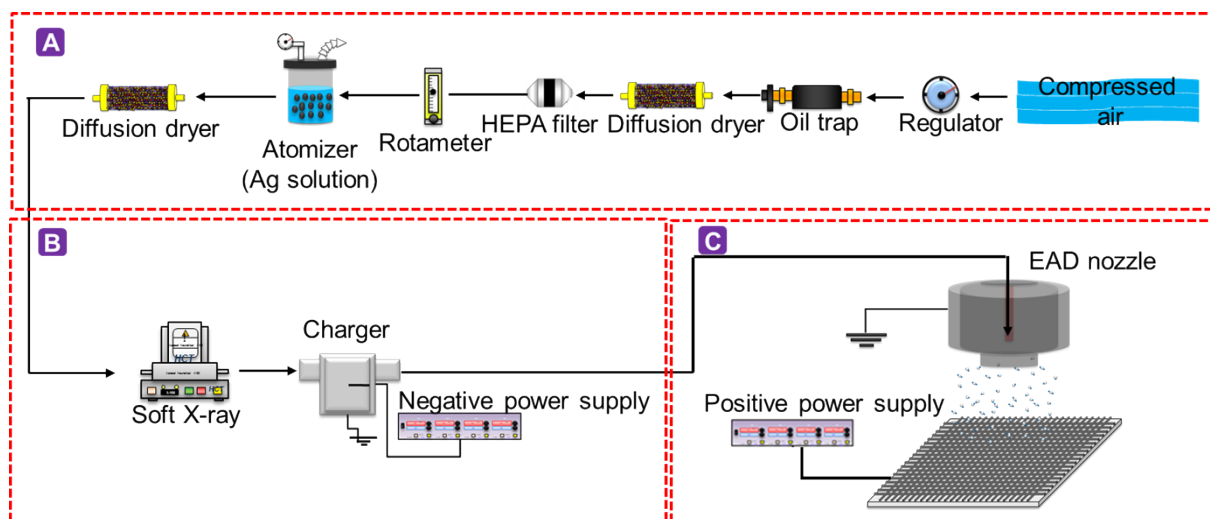 A
Compressed
air
Regulator
Oil trap
Diffusion dryer
HEPA filter
Rotameter
Atomizer
(Ag solution)
Diffusion dryer
B
Soft X-ray
HCT
Charger
Negative power supply
C
EAD nozzle
Positive power supply